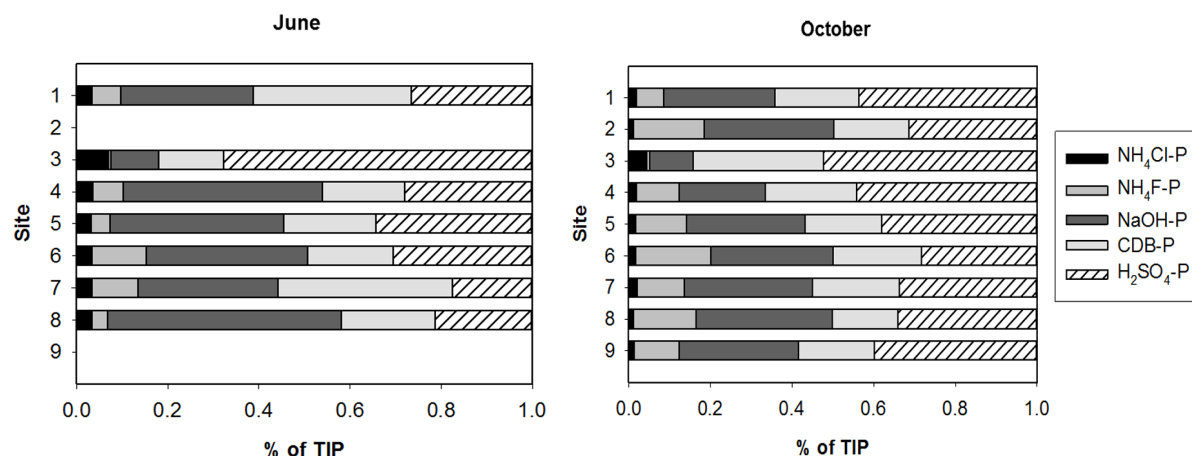 June
October
Site
1
2
3
4
5
6
7
8
9
0.0 0.2 0.4 0.6 0.8 1.0
% of TIP
Site
1
2
3
4
5
6
7
8
9
0.0 0.2 0.4 0.6 0.8 1.0
% of TIP
NH₄Cl-P
NH₄F-P
NaOH-P
CDB-P
H₂SO₄-P